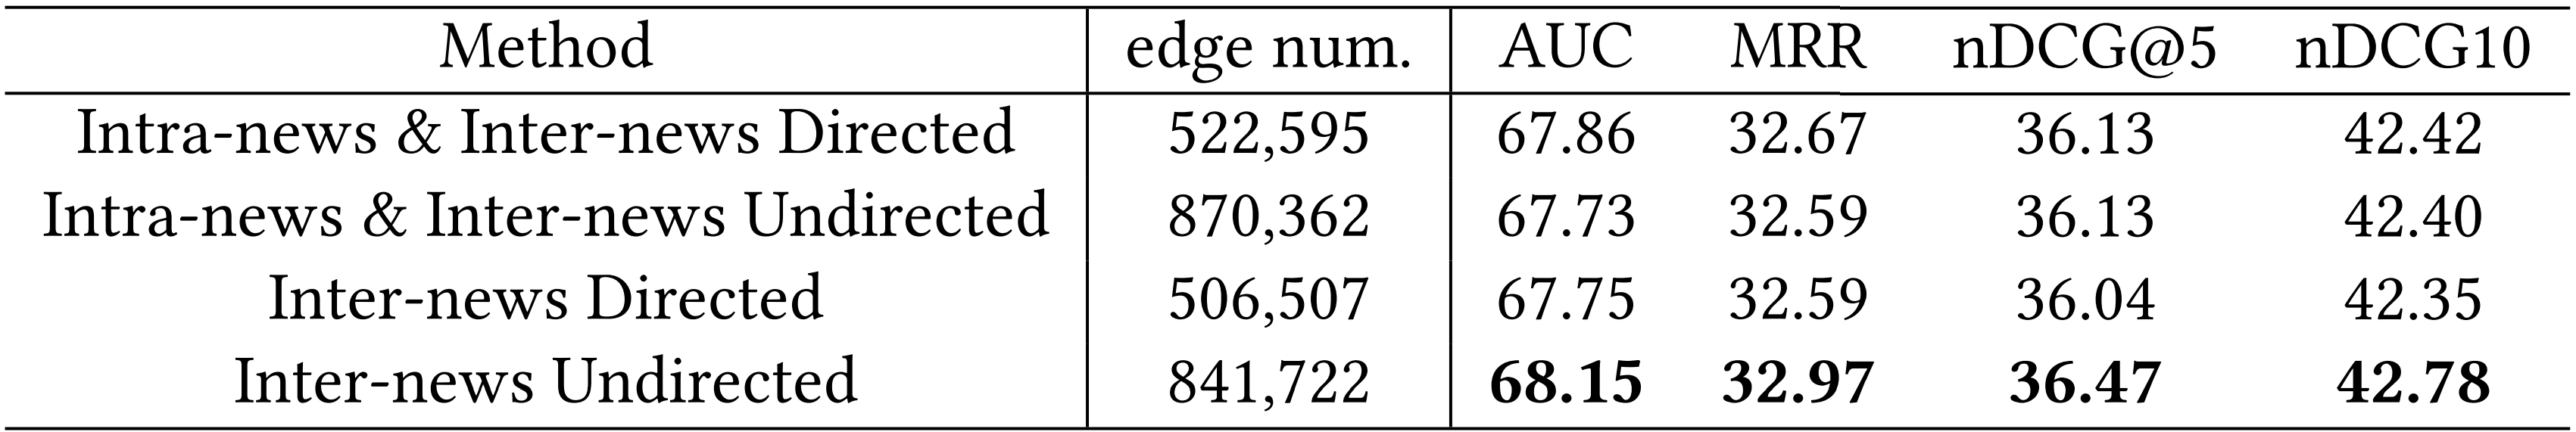 Method edge num. AUC MRR nDCG@5 nDCG10
Intra-news & Inter-news Directed 522,595 67.86 32.67 36.13 42.42
Intra-news & Inter-news Undirected 870,362 67.73 32.59 36.13 42.40
Inter-news Directed 506,507 67.75 32.59 36.04 42.35
Inter-news Undirected 841,722 68.15 32.97 36.47 42.78